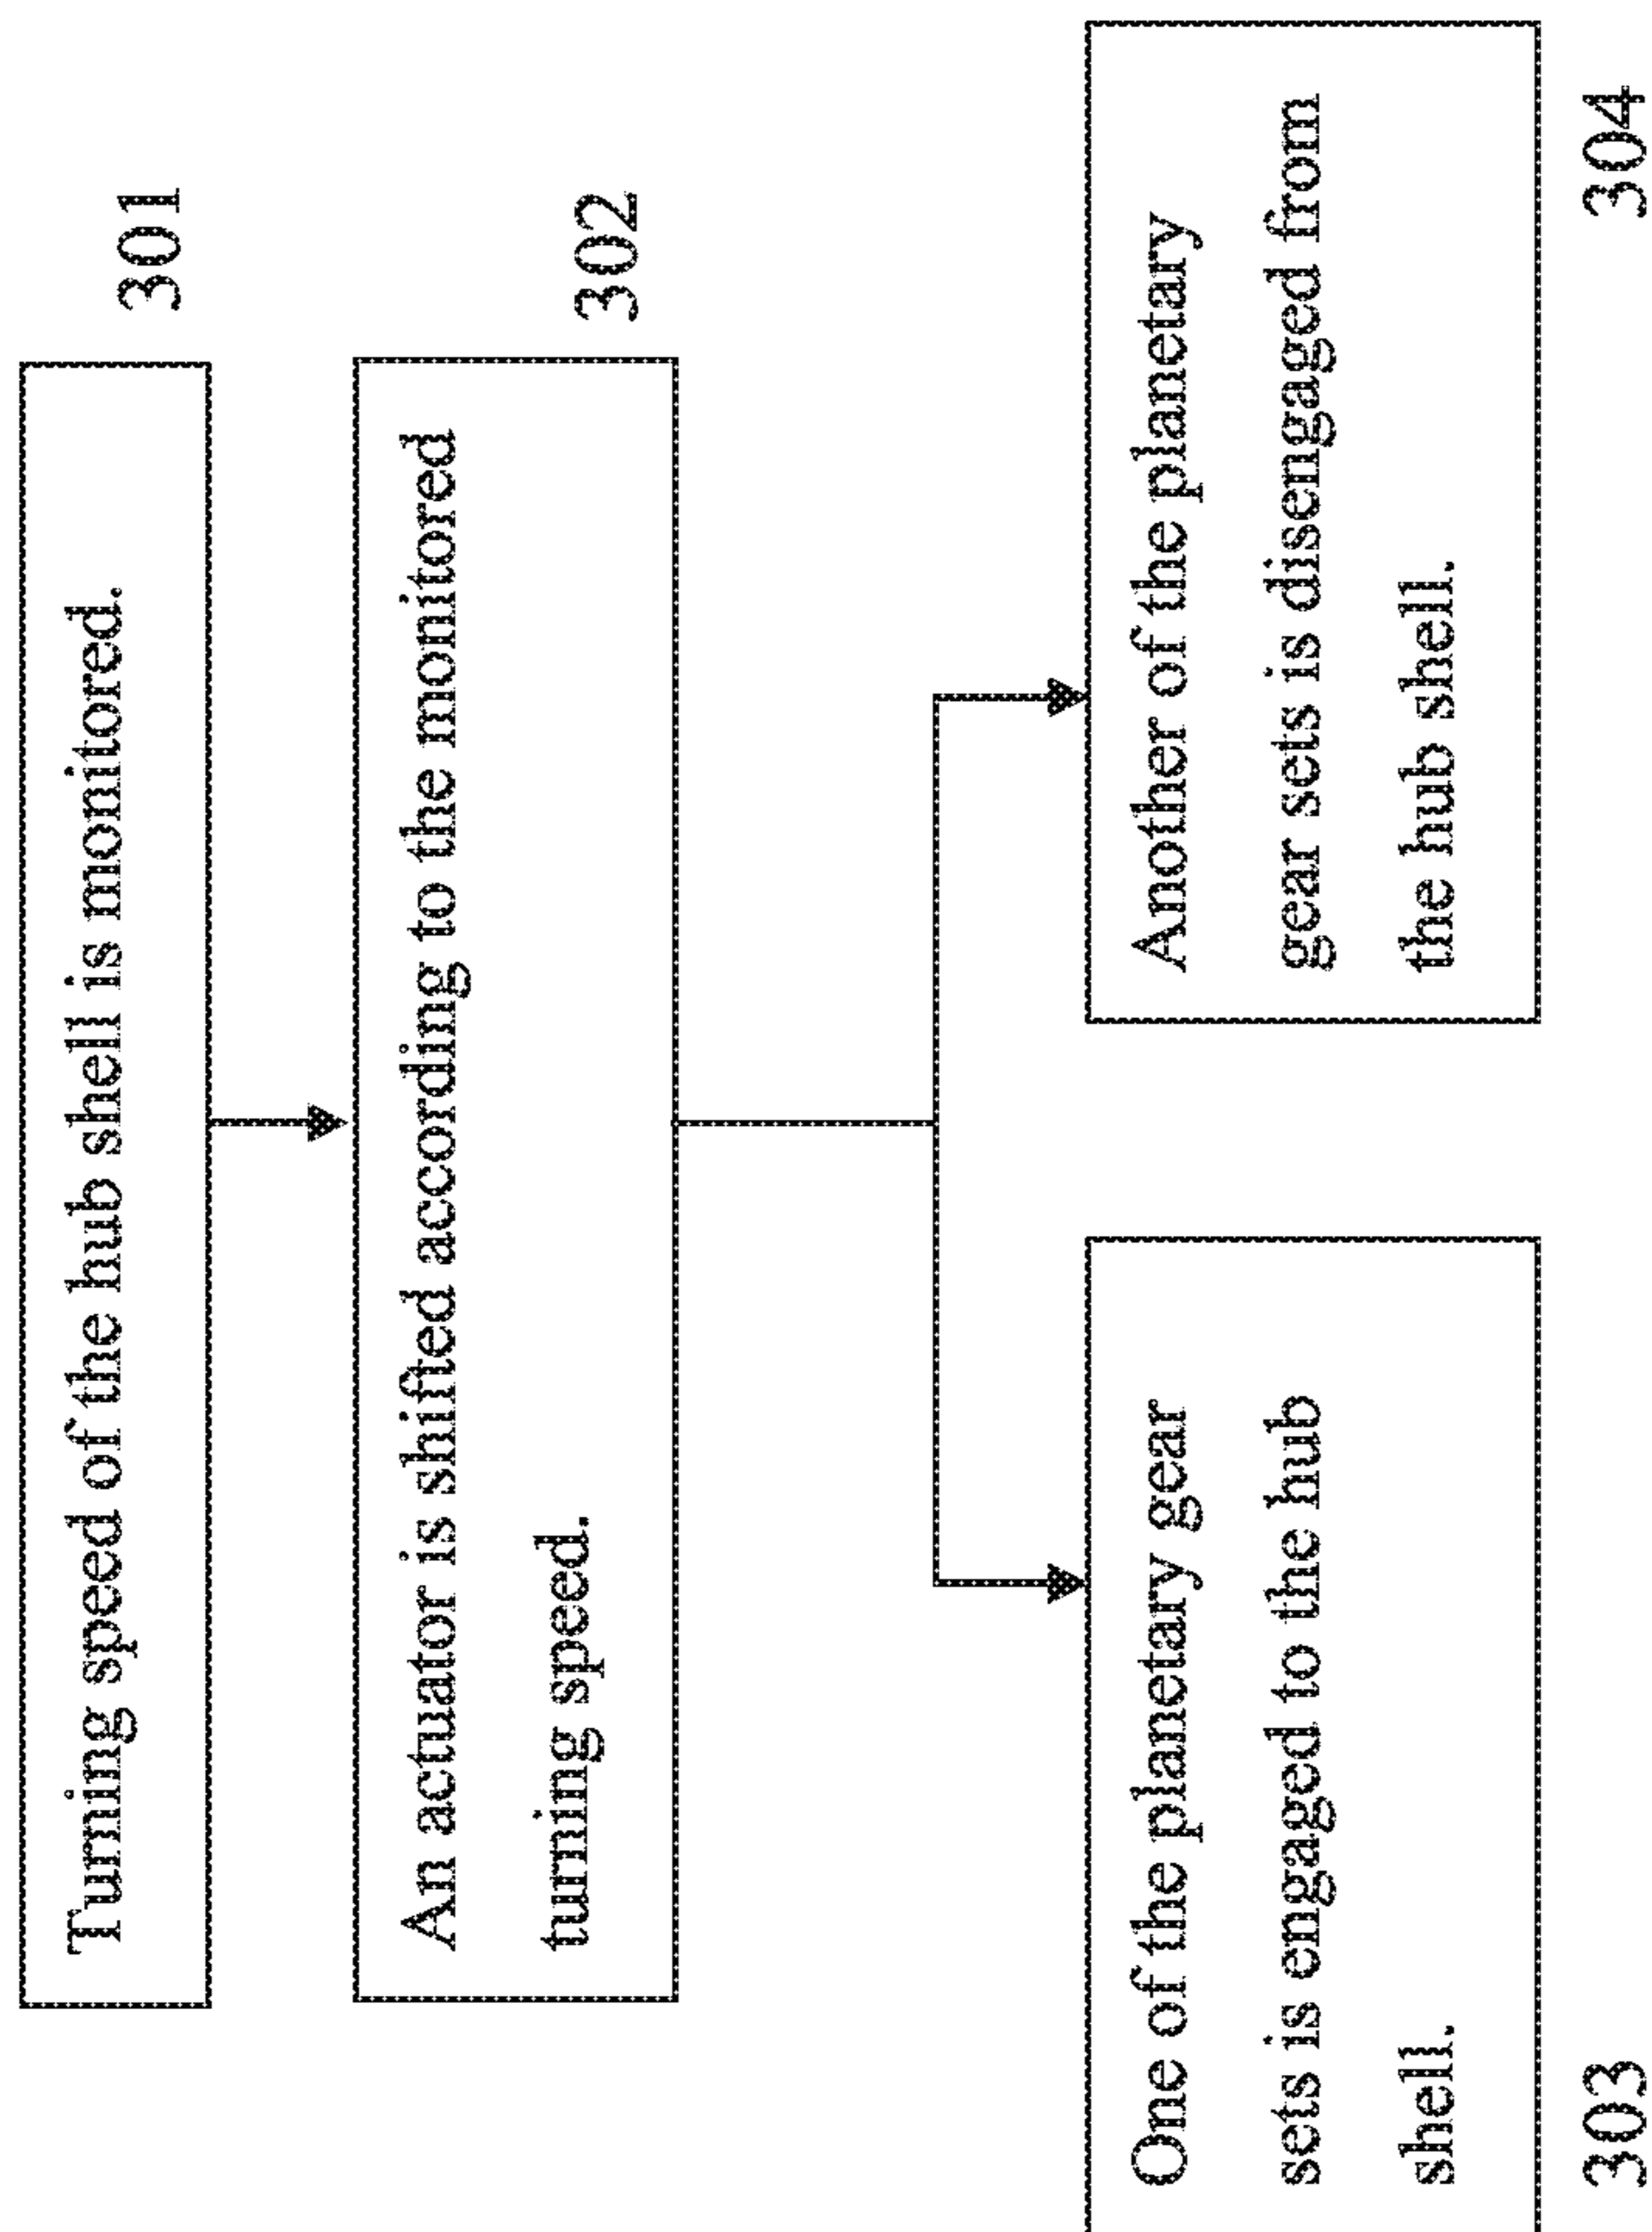 Turning speed of the hub shell is monitored.
301
An actuator is shifted according to the monitored
turning speed.
302
One of the planetary gear
sets is engaged to the hub
shell.
303
Another of the planetary
gear sets is disengaged from
the hub shell.
304